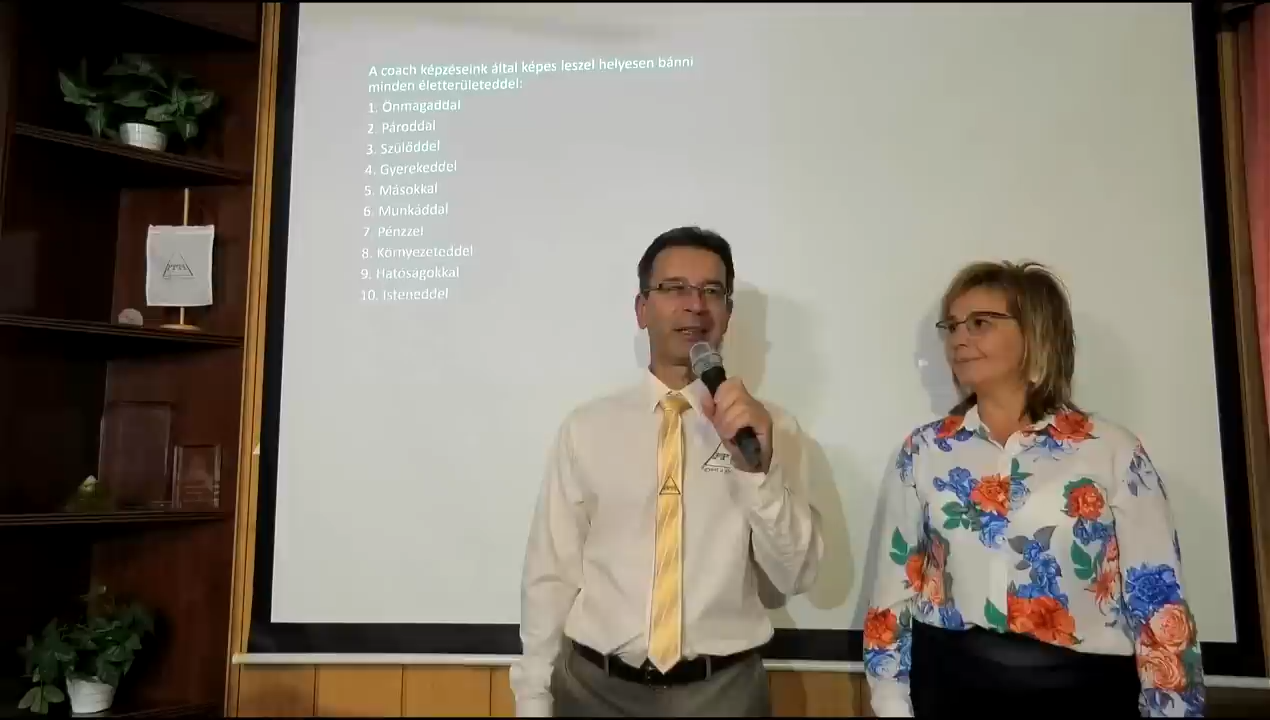 A coach képzéseink által képes leszel helyesen bánni
minden életterületeddel:
1. Önmagaddal
2. Pároddal
3. Szülőddel
4. Gyerekeddel
5. Másokkal
6. Munkáddal
7. Pénzzel
8. Környezeteddel
9. Hatóságokkal
10. Isteneddel